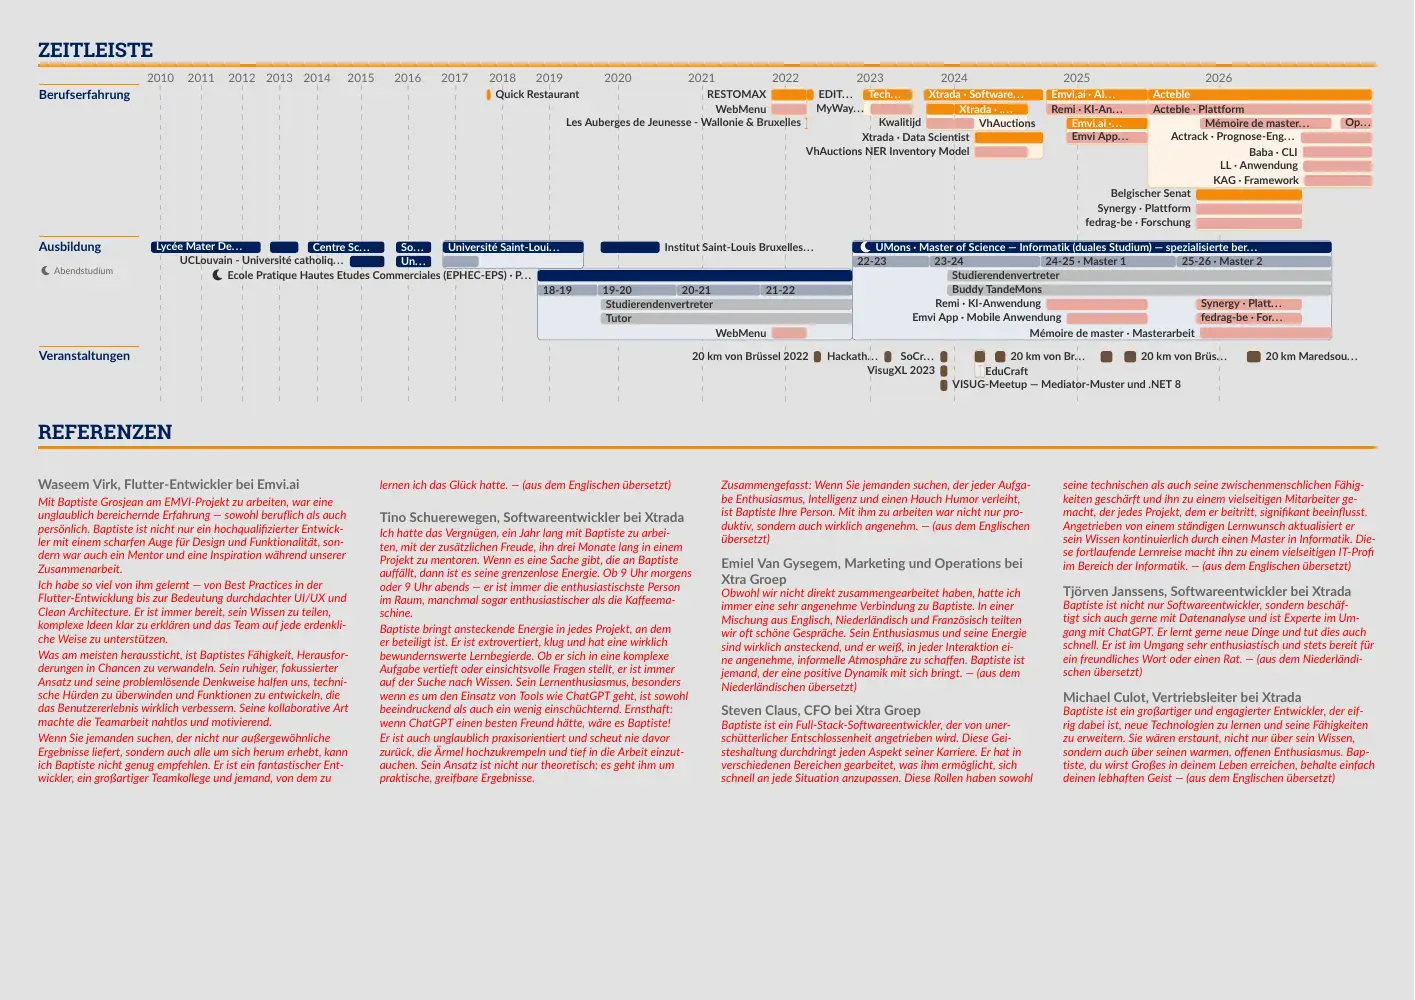 ZEITLEISTE
2010 2011 2012 2013 2014 2015 2016 2017 2018 2019 2020 2021 2022 2023 2024 2025 2026
Berufserfahrung
Quick Restaurant
RESTOMAX
EDIT…
Tech…
Xtrada · Software…
Emvi.ai · AI…
Acteble
WebMenu
MyWay…
Xtrada · …
Remi · KI-An…
Acteble · Plattform
Les Auberges de Jeunesse - Wallonie & Bruxelles
Kwalitijd
VhAuctions
Emvi.ai ·…
Mémoire de master…
Op…
Xtrada · Data Scientist
Emvi App…
Actrack · Prognose-Eng…
VhAuctions NER Inventory Model
Baba · CLI
LL · Anwendung
KAG · Framework
Belgischer Senat
Synergy · Plattform
fedrag-be · Forschung
Ausbildung
Lycée Mater De…
Centre Sc…
So…
Université Saint-Loui…
Institut Saint-Louis Bruxelles…
UMons · Master of Science — Informatik (duales Studium) — spezialisierte ber…
UCLouvain - Université catholiq…
Un…
22-23
23-24
24-25 · Master 1
25-26 · Master 2
Abendstudium
Ecole Pratique Hautes Etudes Commerciales (EPHEC-EPS) · P…
Studierendenvertreter
18-19
19-20
20-21
21-22
Buddy TandeMons
Studierendenvertreter
Remi · KI-Anwendung
Synergy · Platt…
Tutor
Emvi App · Mobile Anwendung
fedrag-be · For…
WebMenu
Mémoire de master · Masterarbeit
Veranstaltungen
20 km von Brüssel 2022
Hackath…
SoCr…
20 km von Br…
20 km von Brüs…
20 km Maredsou…
VisugXL 2023
EduCraft
VISUG-Meetup — Mediator-Muster und .NET 8
REFERENZEN
Waseem Virk, Flutter-Entwickler bei Emvi.ai
Mit Baptiste Grosjean am EMVI-Projekt zu arbeiten, war eine
unglaublich bereichernde Erfahrung — sowohl beruflich als auch
persönlich. Baptiste ist nicht nur ein hochqualifizierter Entwick-
ler mit einem scharfen Auge für Design und Funktionalität, son-
dern war auch ein Mentor und eine Inspiration während unserer
Zusammenarbeit.
Ich habe so viel von ihm gelernt — von Best Practices in der
Flutter-Entwicklung bis zur Bedeutung durchdachter UI/UX und
Clean Architecture. Er ist immer bereit, sein Wissen zu teilen,
komplexe Ideen klar zu erklären und das Team auf jede erdenkli-
che Weise zu unterstützen.
Was am meisten heraussticht, ist Baptistes Fähigkeit, Herausfor-
derungen in Chancen zu verwandeln. Sein ruhiger, fokussierter
Ansatz und seine problemlösende Denkweise halfen uns, techni-
sche Hürden zu überwinden und Funktionen zu entwickeln, die
das Benutzererlebnis wirklich verbessern. Seine kollaborative Art
machte die Teamarbeit nahtlos und motivierend.
Wenn Sie jemanden suchen, der nicht nur außergewöhnliche
Ergebnisse liefert, sondern auch alle um sich herum erhebt, kann
ich Baptiste nicht genug empfehlen. Er ist ein fantastischer Ent-
wickler, ein großartiger Teamkollege und jemand, von dem zu
lernen ich das Glück hatte. — (aus dem Englischen übersetzt)
Tino Schuerewegen, Softwareentwickler bei Xtrada
Ich hatte das Vergnügen, ein Jahr lang mit Baptiste zu arbei-
ten, mit der zusätzlichen Freude, ihn drei Monate lang in einem
Projekt zu mentoren. Wenn es eine Sache gibt, die an Baptiste
auffällt, dann ist es seine grenzenlose Energie. Ob 9 Uhr morgens
oder 9 Uhr abends — er ist immer die enthusiastischste Person
im Raum, manchmal sogar enthusiastischer als die Kaffeema-
schine.
Baptiste bringt ansteckende Energie in jedes Projekt, an dem
er beteiligt ist. Er ist extrovertiert, klug und hat eine wirklich
bewundernswerte Lernbegierde. Ob er sich in eine komplexe
Aufgabe vertieft oder einsichtsvolle Fragen stellt, er ist immer
auf der Suche nach Wissen. Sein Lernenthusiasmus, besonders
wenn es um den Einsatz von Tools wie ChatGPT geht, ist sowohl
beeindruckend als auch ein wenig einschüchternd. Ernsthaft:
wenn ChatGPT einen besten Freund hätte, wäre es Baptiste!
Er ist auch unglaublich praxisorientiert und scheut nie davor
zurück, die Ärmel hochzukrempeln und tief in die Arbeit einzut-
auchen. Sein Ansatz ist nicht nur theoretisch; es geht ihm um
praktische, greifbare Ergebnisse.
Zusammengefasst: Wenn Sie jemanden suchen, der jeder Aufga-
be Enthusiasmus, Intelligenz und einen Hauch Humor verleiht,
ist Baptiste Ihre Person. Mit ihm zu arbeiten war nicht nur pro-
duktiv, sondern auch wirklich angenehm. — (aus dem Englischen
übersetzt)
Emiel Van Gysegem, Marketing und Operations bei
Xtra Groep
Obwohl wir nicht direkt zusammengearbeitet haben, hatte ich
immer eine sehr angenehme Verbindung zu Baptiste. In einer
Mischung aus Englisch, Niederländisch und Französisch teilten
wir oft schöne Gespräche. Sein Enthusiasmus und seine Energie
sind wirklich ansteckend, und er weiß, in jeder Interaktion ei-
ne angenehme, informelle Atmosphäre zu schaffen. Baptiste ist
jemand, der eine positive Dynamik mit sich bringt. — (aus dem
Niederländischen übersetzt)
Steven Claus, CFO bei Xtra Groep
Baptiste ist ein Full-Stack-Softwareentwickler, der von uner-
schütterlicher Entschlossenheit angetrieben wird. Diese Gei-
steshaltung durchdringt jeden Aspekt seiner Karriere. Er hat in
verschiedenen Bereichen gearbeitet, was ihm ermöglicht, sich
schnell an jede Situation anzupassen. Diese Rollen haben sowohl
seine technischen als auch seine zwischenmenschlichen Fähig-
keiten geschärft und ihn zu einem vielseitigen Mitarbeiter ge-
macht, der jedes Projekt, dem er beitritt, signifikant beeinflusst.
Angetrieben von einem ständigen Lernwunsch aktualisiert er
sein Wissen kontinuierlich durch einen Master in Informatik. Die-
se fortlaufende Lernreise macht ihn zu einem vielseitigen IT-Profi
im Bereich der Informatik. — (aus dem Englischen übersetzt)
Tjörven Janssens, Softwareentwickler bei Xtrada
Baptiste ist nicht nur Softwareentwickler, sondern beschäf-
tigt sich auch gerne mit Datenanalyse und ist Experte im Um-
gang mit ChatGPT. Er lernt gerne neue Dinge und tut dies auch
schnell. Er ist im Umgang sehr enthusiastisch und stets bereit für
ein freundliches Wort oder einen Rat. — (aus dem Niederländi-
schen übersetzt)
Michael Culot, Vertriebsleiter bei Xtrada
Baptiste ist ein großartiger und engagierter Entwickler, der eif-
rig dabei ist, neue Technologien zu lernen und seine Fähigkeiten
zu erweitern. Sie wären erstaunt, nicht nur über sein Wissen,
sondern auch über seinen warmen, offenen Enthusiasmus. Bap-
tiste, du wirst Großes in deinem Leben erreichen, behalte einfach
deinen lebhaften Geist — (aus dem Englischen übersetzt)